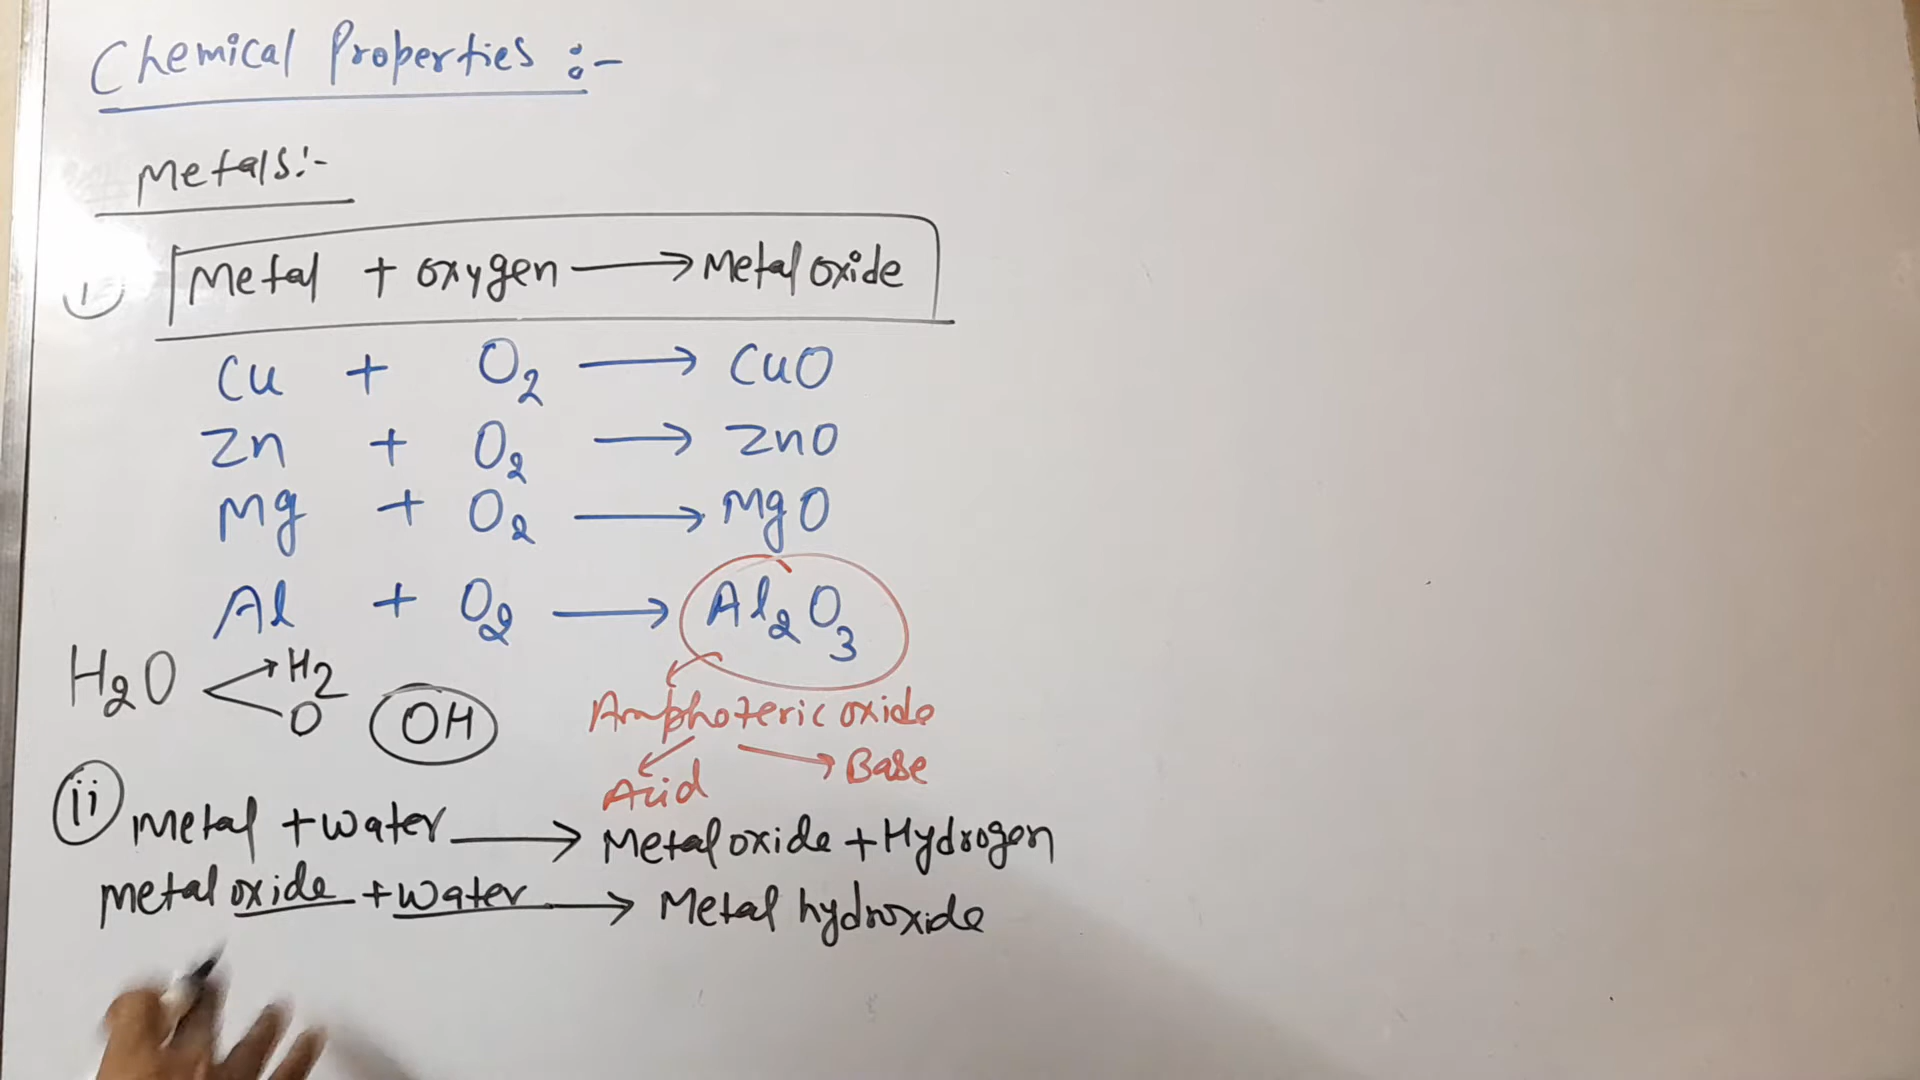 Chemical Properties :-
Metals :-
i) Metal + oxygen → Metal oxide
Cu + O₂ → CuO
Zn + O₂ → ZnO
Mg + O₂ → MgO
Al + O₂ → Al₂O₃
H₂O H₂
O OH
Amphoteric oxide
Acid Base
ii Metal + water → Metal oxide + Hydrogen
Metal oxide + water → Metal hydroxide